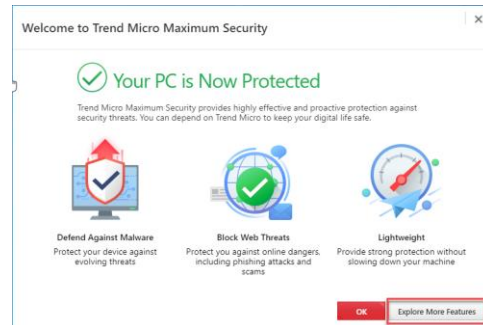 Welcome to Trend Micro Maximum Security
Your PC is Now Protected
Trend Micro Maximum Security provides highly effective and proactive protection against
security threats. You can depend on Trend Micro to keep your digital life safe.
Defend Against Malware
Protect your device against
evolving threats
Block Web Threats
Protect you against online dangers,
including phishing attacks and
scams
Lightweight
Provide strong protection without
slowing down your machine
OK
Explore More Features